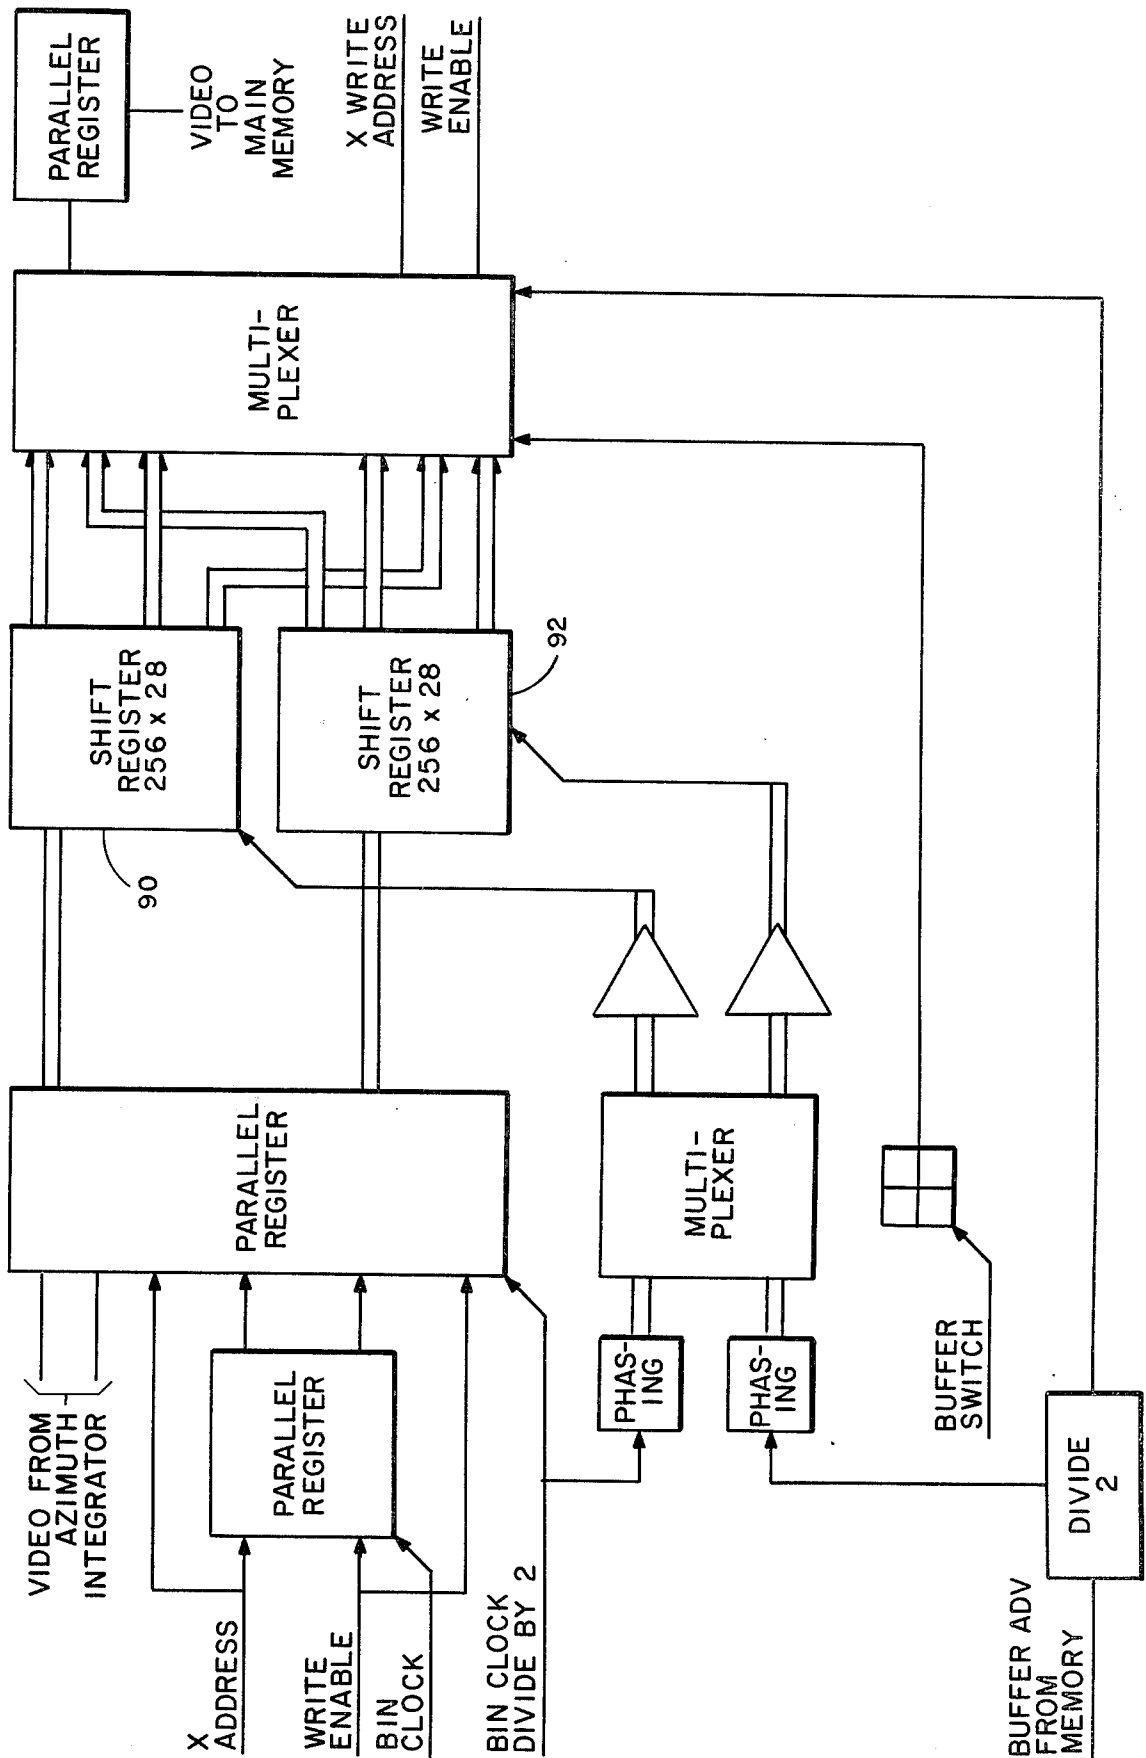 VIDEO FROM
AZIMUTH
INTEGRATOR
X
ADDRESS
WRITE
ENABLE
BIN
CLOCK
BIN CLOCK
DIVIDE BY 2
BUFFER ADV
FROM
MEMORY
PARALLEL
REGISTER
PARALLEL
REGISTER
PHAS-
ING
PHAS-
ING
MULTI-
PLEXER
BUFFER
SWITCH
DIVIDE
2
SHIFT
REGISTER
256 x 28
90
SHIFT
REGISTER
256 x 28
92
MULTI-
PLEXER
PARALLEL
REGISTER
VIDEO
TO
MAIN
MEMORY
X WRITE
ADDRESS
WRITE
ENABLE